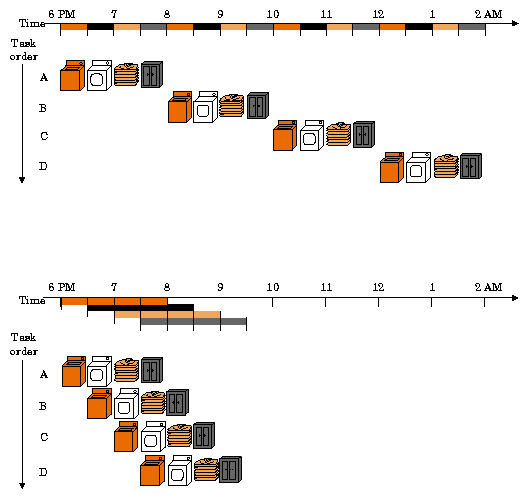 6 PM 7 8 9 10 11 12 1 2 AM
Time
Task
order
A
B
C
D
6 PM 7 8 9 10 11 12 1 2 AM
Time
Task
order
A
B
C
D